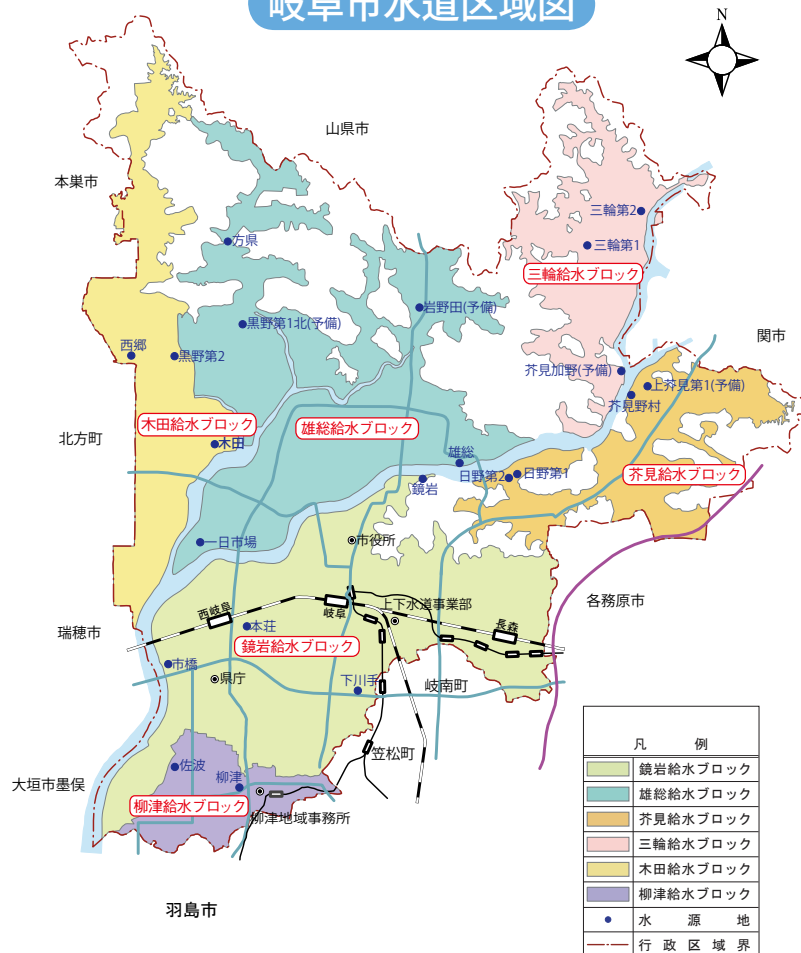 岐阜市水道区域図
N
山県市
本巣市
三輪第2
方県
三輪第1
三輪給水ブロック
岩野田(予備)
黒野第1北(予備)
関市
西郷
黒野第2
芥見加野(予備)
上芥見第1(予備)
芥見野村
木田給水ブロック
雄総給水ブロック
北方町
木田
雄総
日野第2
日野第1
芥見給水ブロック
鏡岩
一日市場
市役所
各務原市
西岐阜
岐阜
上下水道事業部
長森
瑞穂市
本荘
鏡岩給水ブロック
市橋
県庁
下川手
岐南町
笠松町
佐波
柳津
大垣市墨俣
柳津給水ブロック
柳津地域事務所
羽島市
凡 例
鏡岩給水ブロック
雄総給水ブロック
芥見給水ブロック
三輪給水ブロック
木田給水ブロック
柳津給水ブロック
水 源 地
行 政 区 域 界